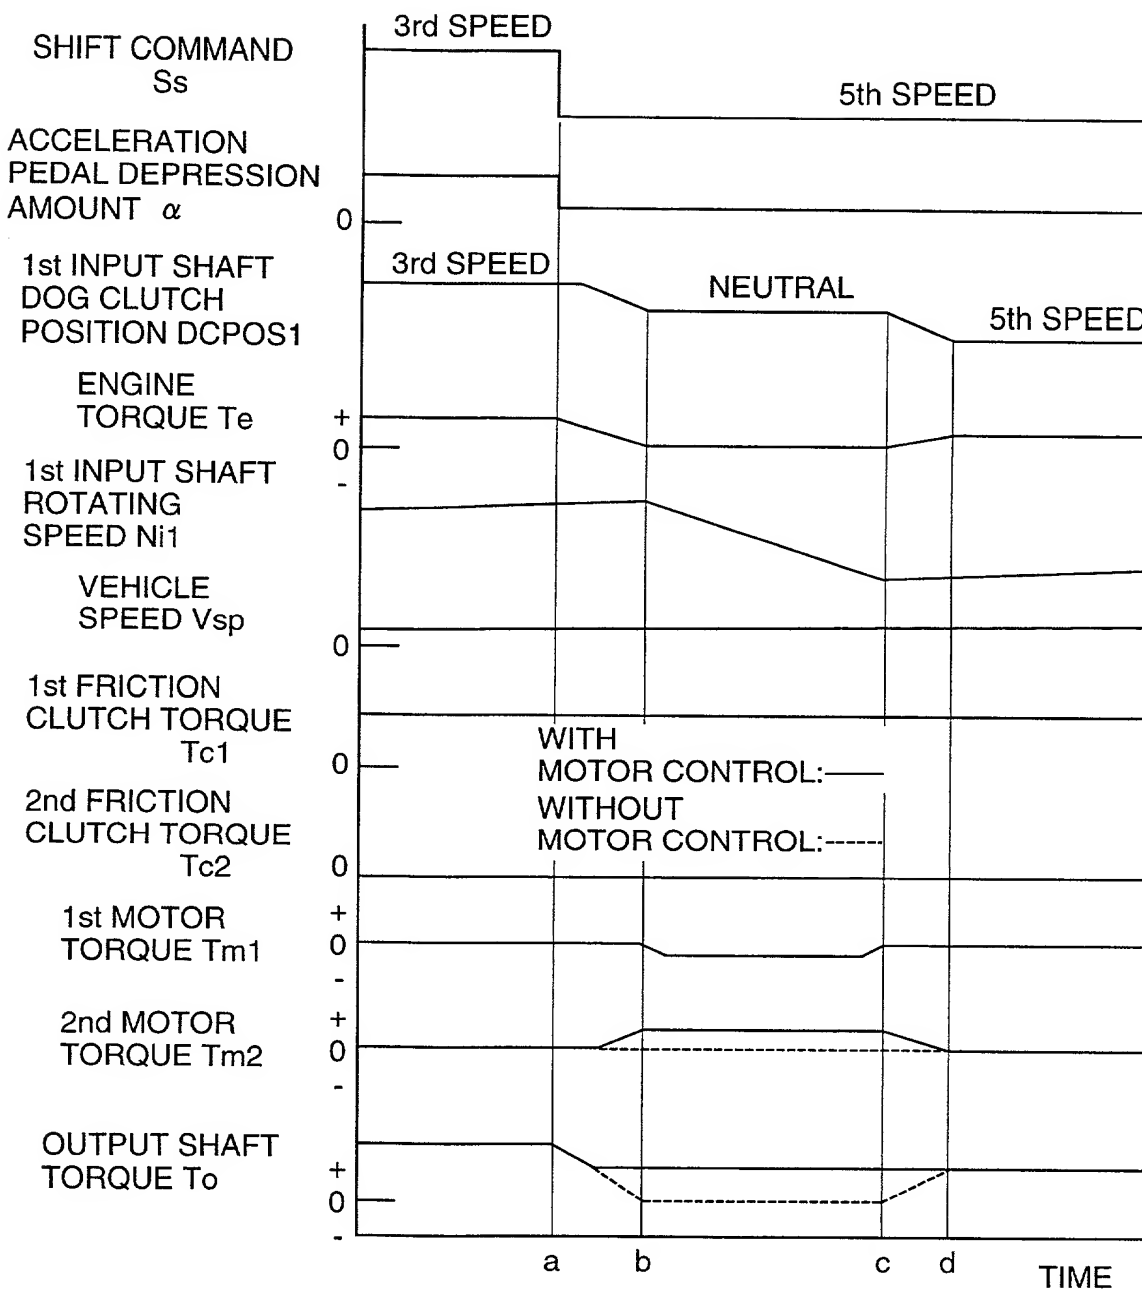 3rd SPEED
SHIFT COMMAND
Ss
5th SPEED
ACCELERATION
PEDAL DEPRESSION
AMOUNT α
0
1st INPUT SHAFT
DOG CLUTCH
POSITION DCPOS1
3rd SPEED
NEUTRAL
5th SPEED
ENGINE
TORQUE Te
+
0
-
1st INPUT SHAFT
ROTATING
SPEED Ni1
VEHICLE
SPEED Vsp
0
1st FRICTION
CLUTCH TORQUE
Tc1
0
WITH
MOTOR CONTROL:
WITHOUT
MOTOR CONTROL:
2nd FRICTION
CLUTCH TORQUE
Tc2
0
1st MOTOR
TORQUE Tm1
+
0
-
2nd MOTOR
TORQUE Tm2
+
0
-
OUTPUT SHAFT
TORQUE To
+
0
-
a b c d
TIME